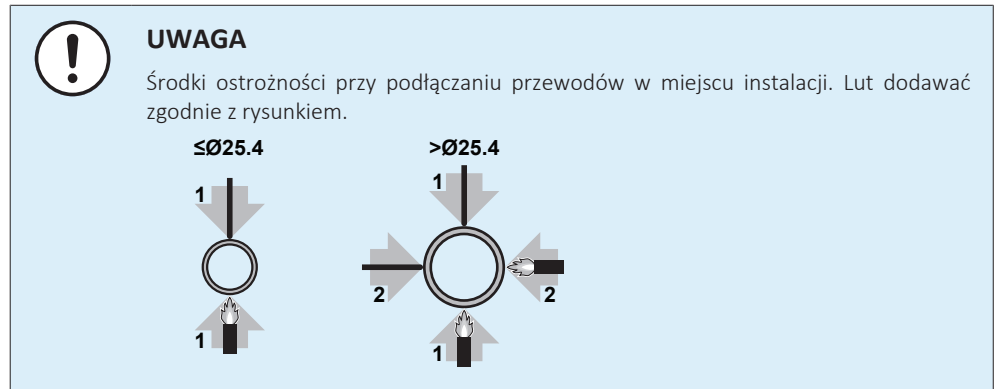 UWAGA
Środki ostrożności przy podłączaniu przewodów w miejscu instalacji. Lut dodawać
zgodnie z rysunkiem.
≤Ø25.4 >Ø25.4
1 1
2 2
1 1